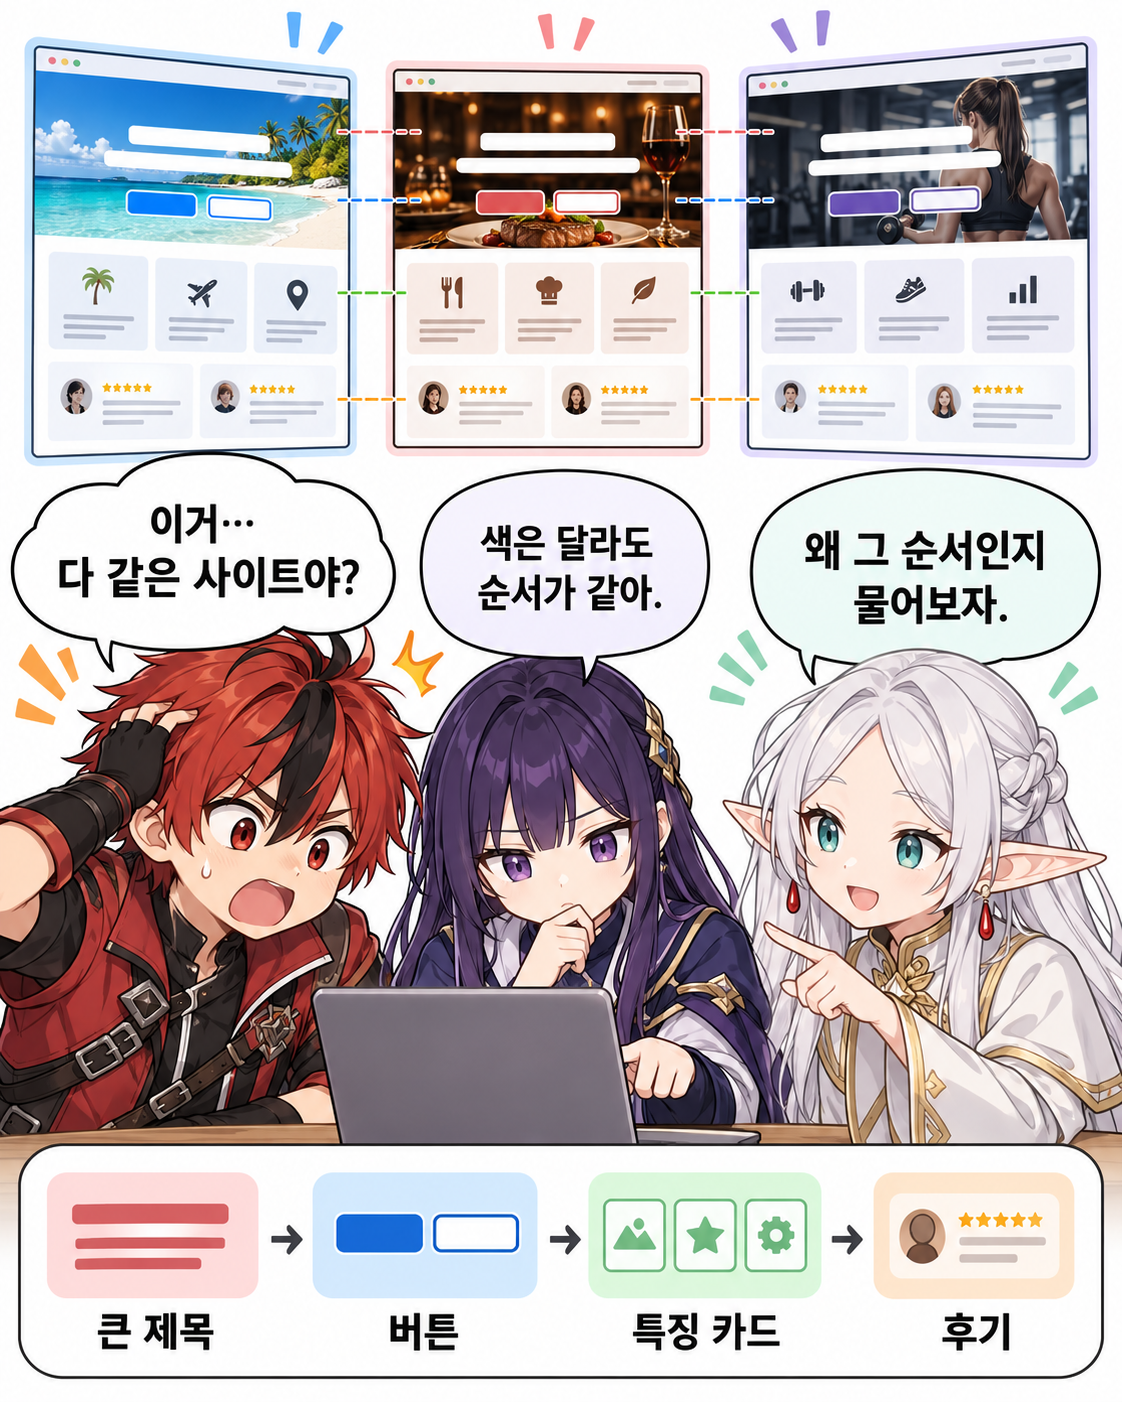 이거…
다 같은 사이트야?
색은 달라도
순서가 같아.
왜 그 순서인지
물어보자.
큰 제목
버튼
특징 카드
후기